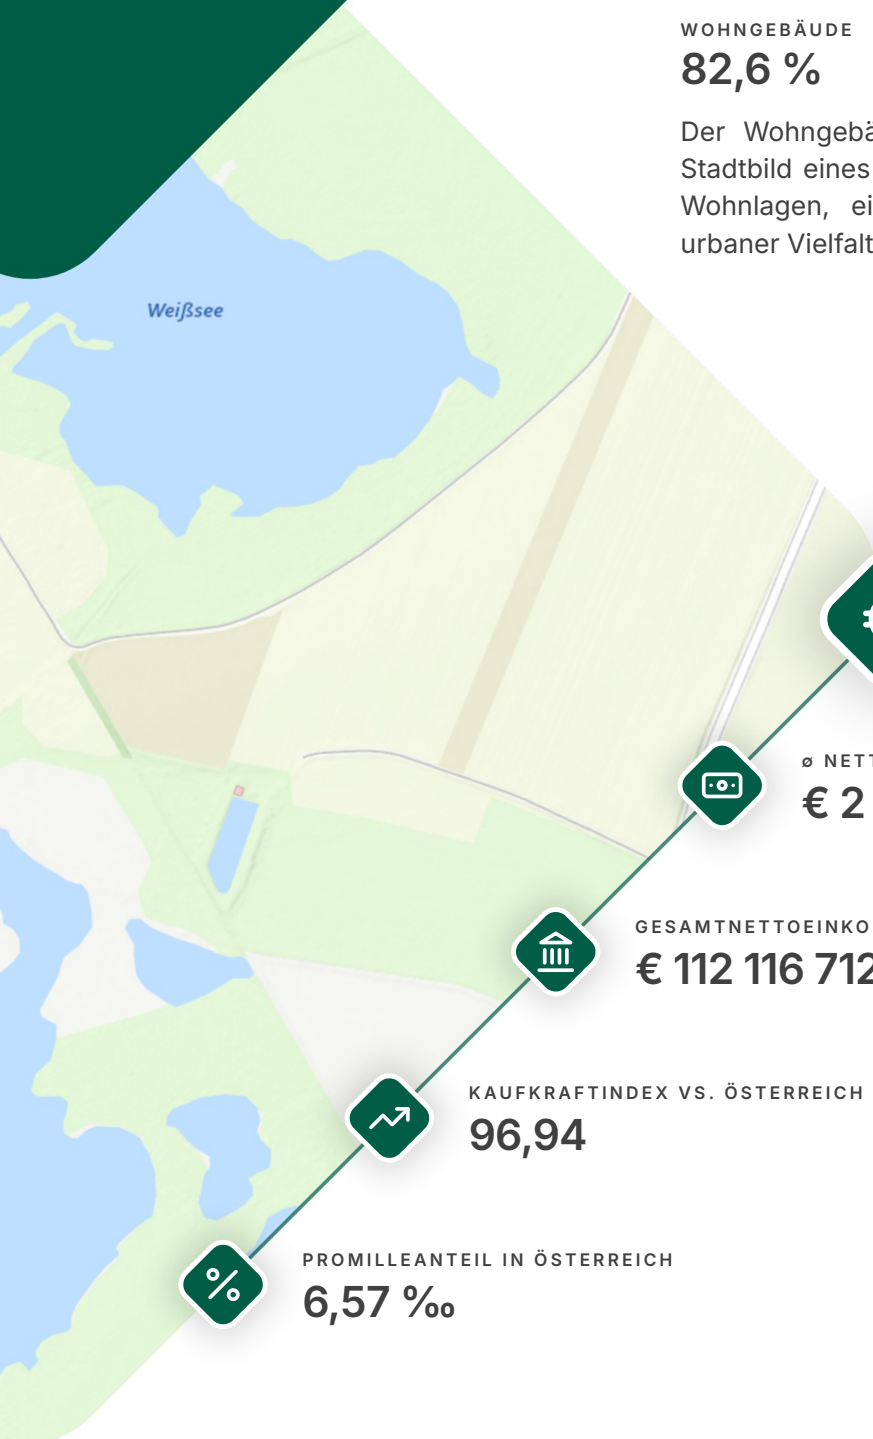 WOHNGEBÄUDE
82,6 %
Der Wohngebä
Stadtbild eines
Wohnlagen, ei
urbaner Vielfalt
Weißsee
ø NETT
€ 2
GESAMTNETTOEINKO
€ 112 116 712
KAUFKRAFTINDEX VS. ÖSTERREICH
96,94
PROMILLEANTEIL IN ÖSTERREICH
6,57 ‰